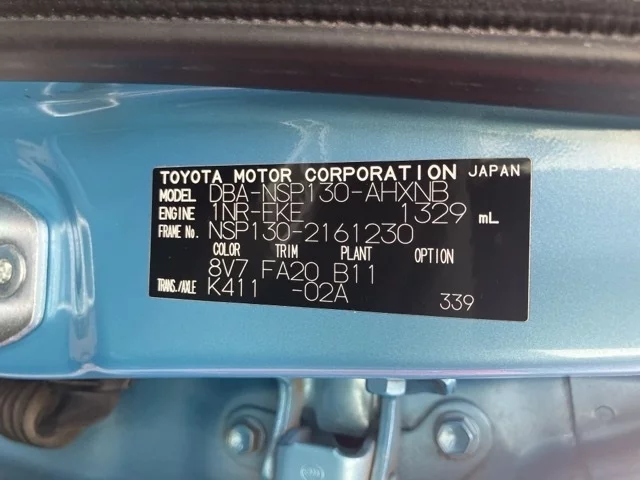 TOYOTA MOTOR CORPORATION JAPAN
MODEL DBA-NSP130-AHXNB
ENGINE 1NR-FKE 1329 mL
FRAME No. NSP130-2161230
COLOR TRIM PLANT OPTION
8V7 FA20 B11
TRANS./AXLE K411 -02A
339